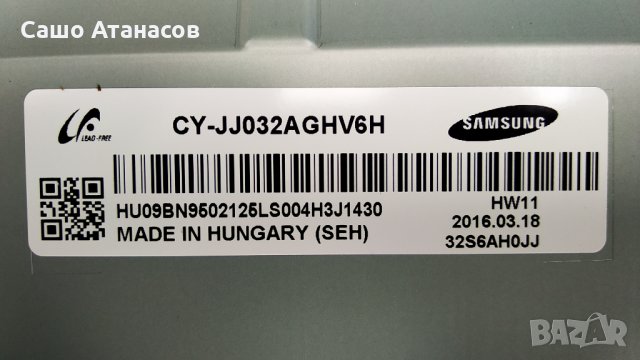 Сашо Атанасов
CY-JJ032AGHV6H
SAMSUNG
LEAD-FREE
HU09BN9502125LS004H3J1430
HW11
2016.03.18
MADE IN HUNGARY (SEH)
32S6AH0JJ
BAZAR